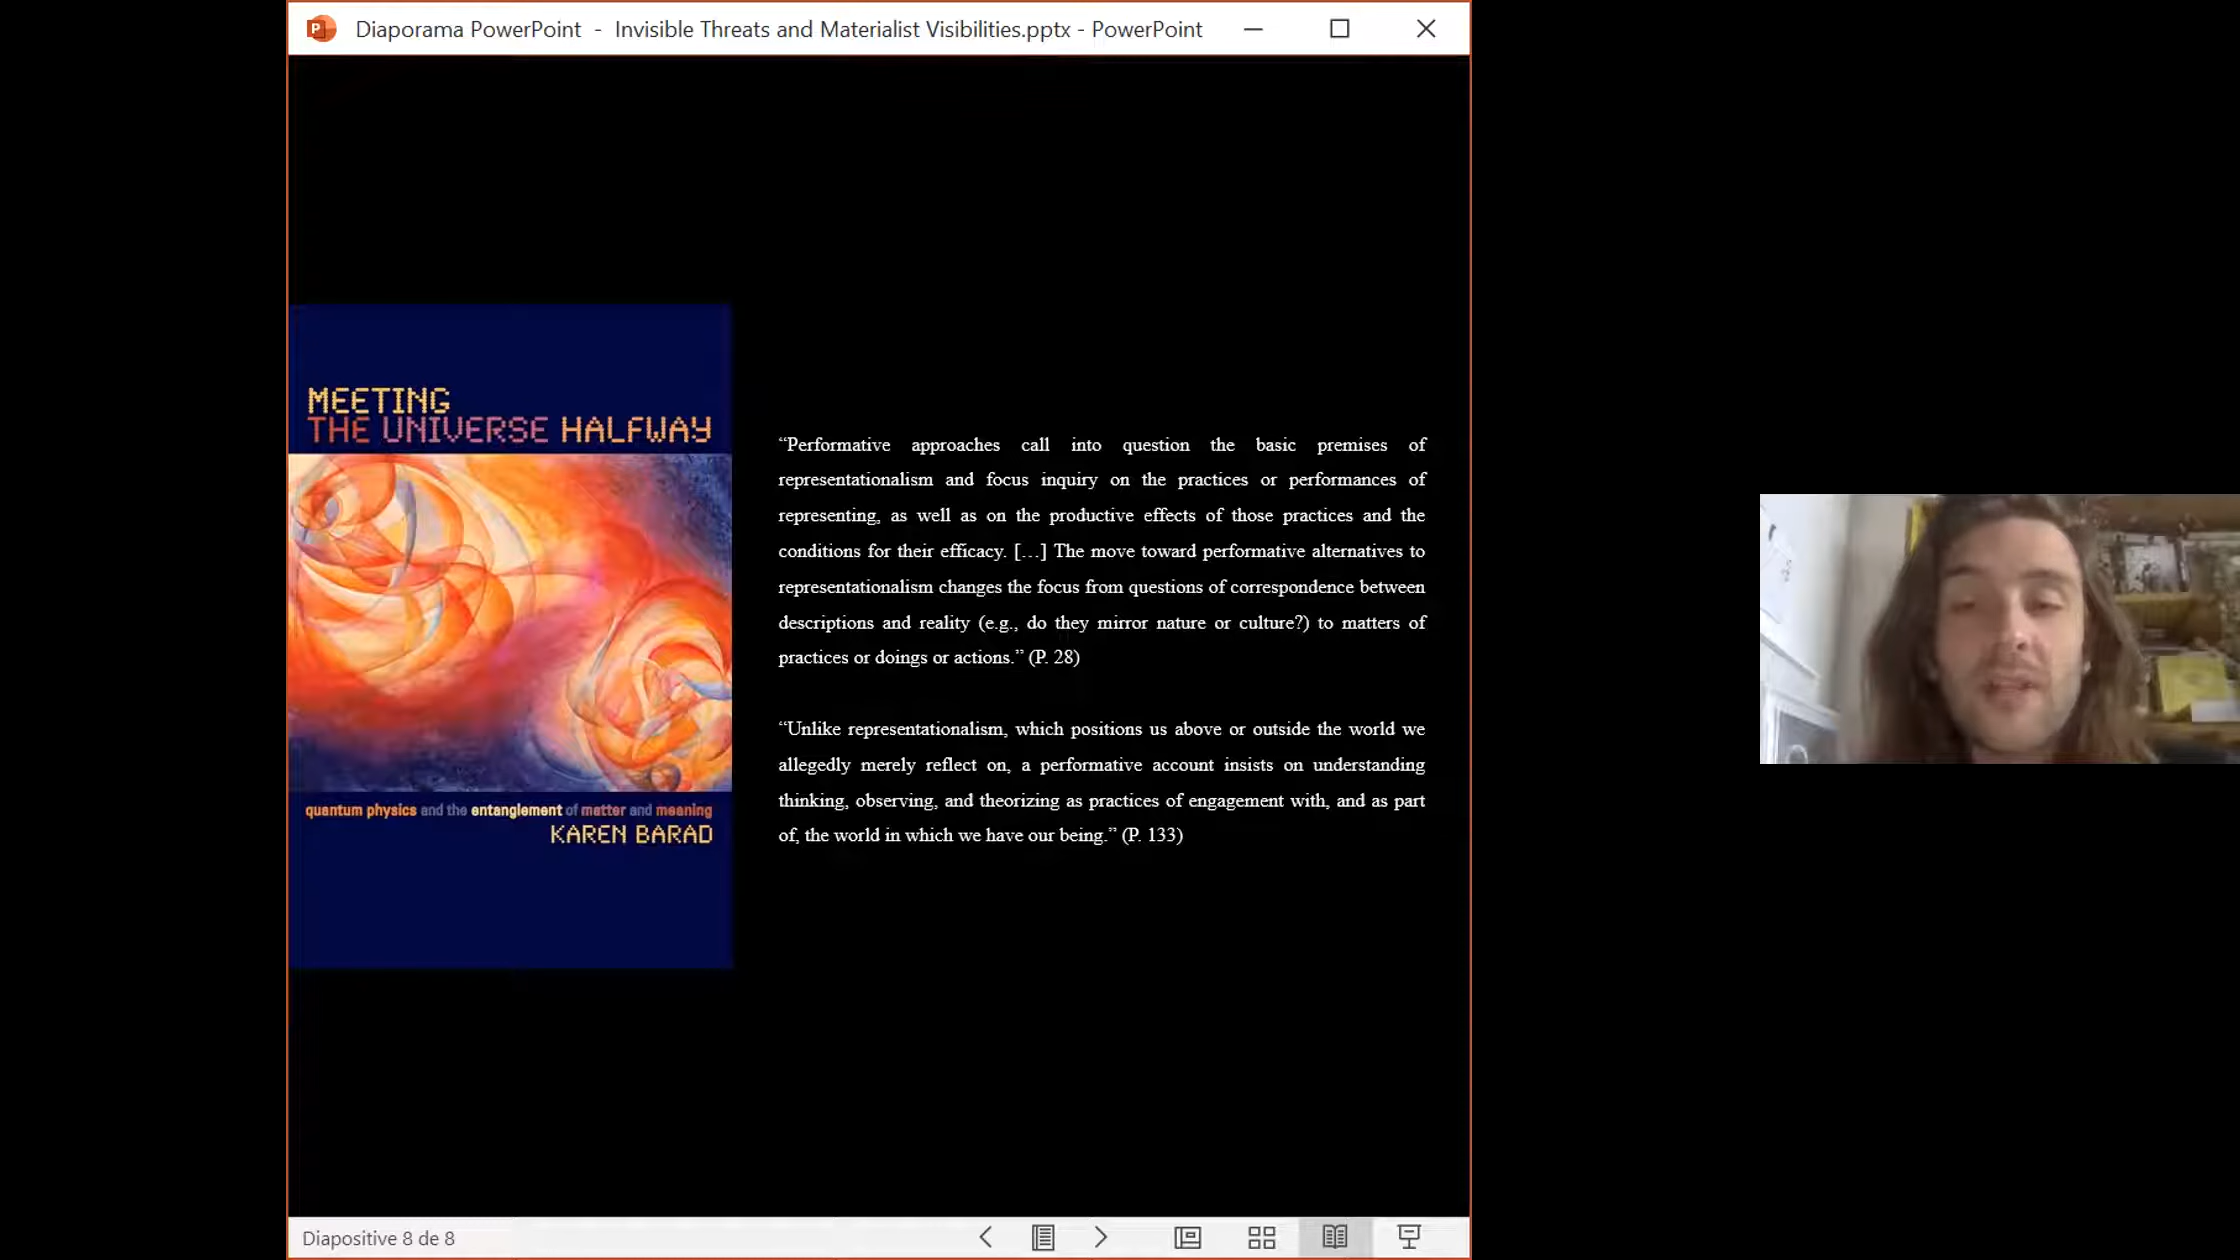 Diaporama PowerPoint - Invisible Threats and Materialist Visibilities.pptx - PowerPoint
MEETING
THE UNIVERSE HALFWAY
quantum physics and the entanglement of matter and meaning
KAREN BARAD
“Performative approaches call into question the basic premises of
representationalism and focus inquiry on the practices or performances of
representing, as well as on the productive effects of those practices and the
conditions for their efficacy. […] The move toward performative alternatives to
representationalism changes the focus from questions of correspondence between
descriptions and reality (e.g., do they mirror nature or culture?) to matters of
practices or doings or actions.” (P. 28)
“Unlike representationalism, which positions us above or outside the world we
allegedly merely reflect on, a performative account insists on understanding
thinking, observing, and theorizing as practices of engagement with, and as part
of, the world in which we have our being.” (P. 133)
Diapositive 8 de 8